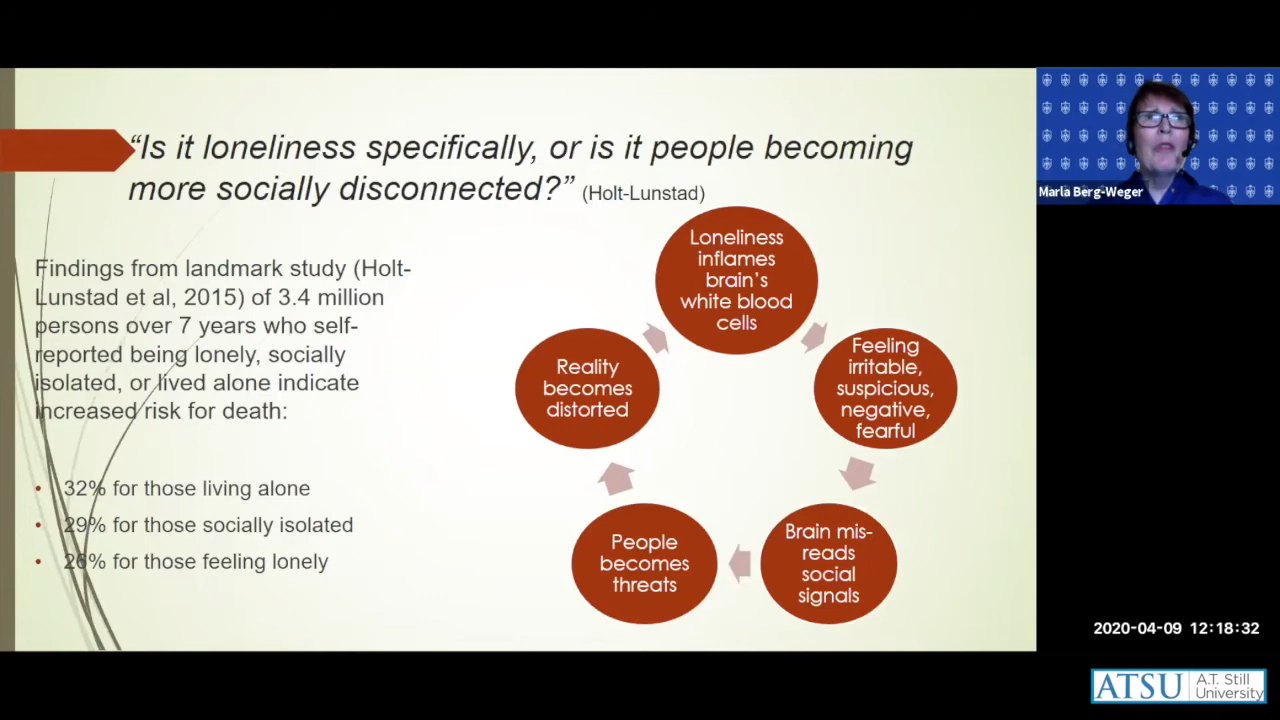 “Is it loneliness specifically, or is it people becoming
more socially disconnected?” (Holt-Lunstad)
Findings from landmark study (Holt-
Lunstad et al, 2015) of 3.4 million
persons over 7 years who self-
reported being lonely, socially
isolated, or lived alone indicate
increased risk for death:
• 32% for those living alone
• 29% for those socially isolated
• 26% for those feeling lonely
Loneliness
inflames
brain’s
white blood
cells
Feeling
irritable,
suspicious,
negative,
fearful
Brain mis-
reads
social
signals
People
becomes
threats
Reality
becomes
distorted
Marla Berg-Weger
2020-04-09 12:18:32
ATSU A.T. Still
University